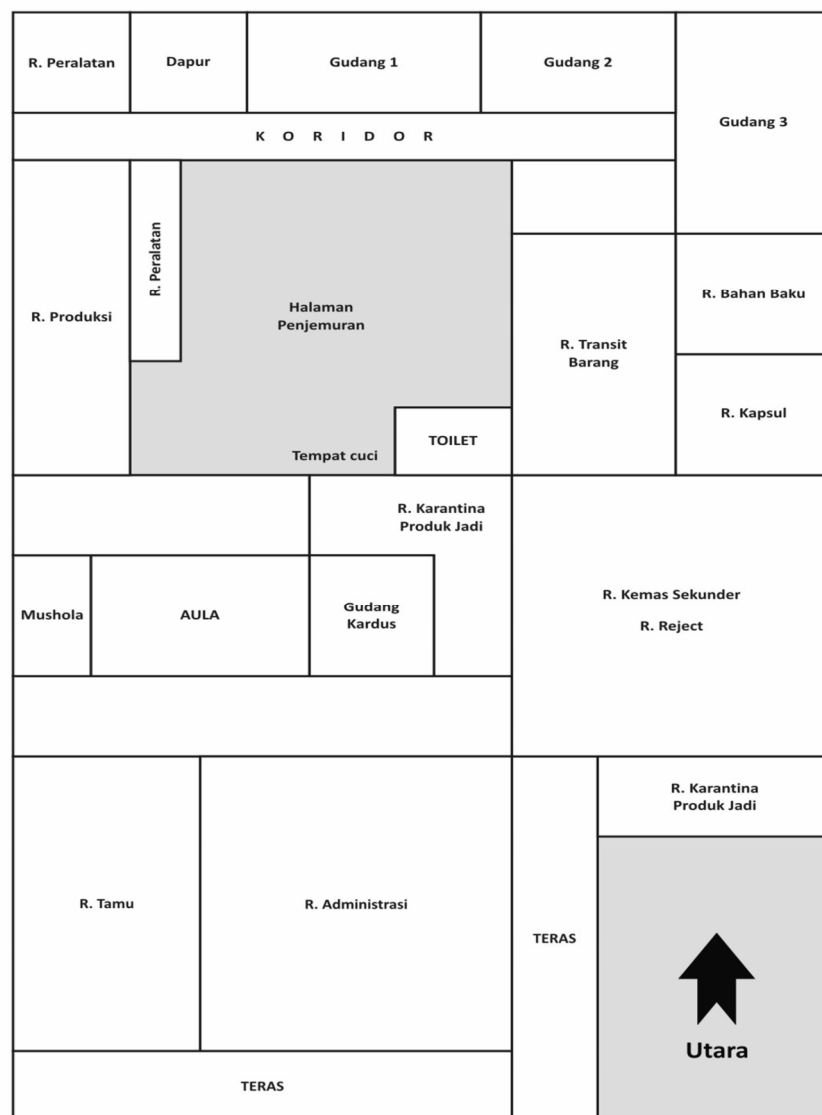 R. Peralatan
Dapur
Gudang 1
Gudang 2
Gudang 3
K O R I D O R
R. Produksi
R. Peralatan
Halaman
Penjemuran
R. Transit
Barang
R. Bahan Baku
R. Kapsul
TOILET
Tempat cuci
R. Karantina
Produk Jadi
Mushola
AULA
Gudang
Kardus
R. Kemas Sekunder
R. Reject
R. Karantina
Produk Jadi
R. Tamu
R. Administrasi
TERAS
Utara
TERAS